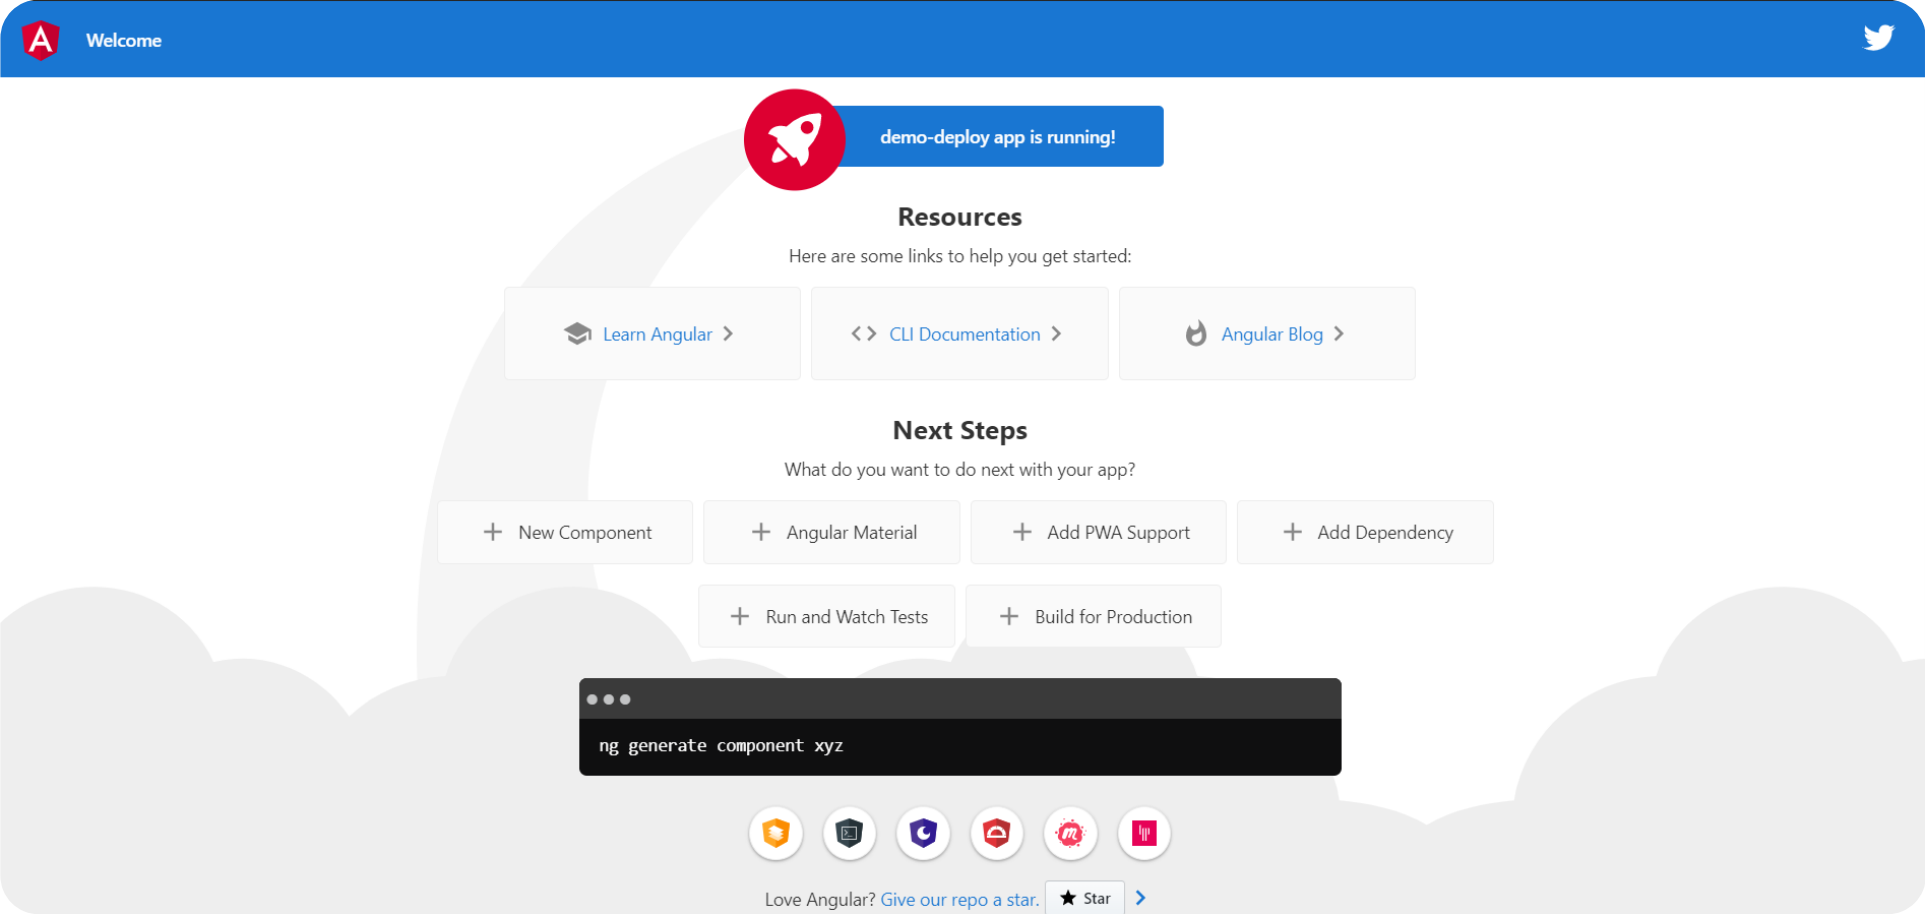 Welcome
demo-deploy app is running!
Resources
Here are some links to help you get started:
Learn Angular
CLI Documentation
Angular Blog
Next Steps
What do you want to do next with your app?
New Component
Angular Material
Add PWA Support
Add Dependency
Run and Watch Tests
Build for Production
ng generate component xyz
Love Angular? Give our repo a star. Star